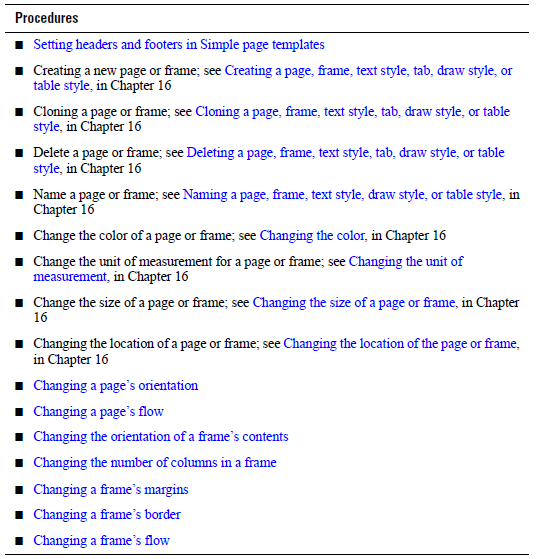 Procedures
■ Setting headers and footers in Simple page templates
■ Creating a new page or frame; see Creating a page, frame, text style, tab, draw style, or
table style, in Chapter 16
■ Cloning a page or frame; see Cloning a page, frame, text style, tab, draw style, or table
style, in Chapter 16
■ Delete a page or frame; see Deleting a page, frame, text style, tab, draw style, or table
style, in Chapter 16
■ Name a page or frame; see Naming a page, frame, text style, draw style, or table style, in
Chapter 16
■ Change the color of a page or frame; see Changing the color, in Chapter 16
■ Change the unit of measurement for a page or frame; see Changing the unit of
measurement, in Chapter 16
■ Change the size of a page or frame; see Changing the size of a page or frame, in Chapter
16
■ Changing the location of a page or frame; see Changing the location of the page or frame,
in Chapter 16
■ Changing a page’s orientation
■ Changing a page’s flow
■ Changing the orientation of a frame’s contents
■ Changing the number of columns in a frame
■ Changing a frame’s margins
■ Changing a frame’s border
■ Changing a frame’s flow